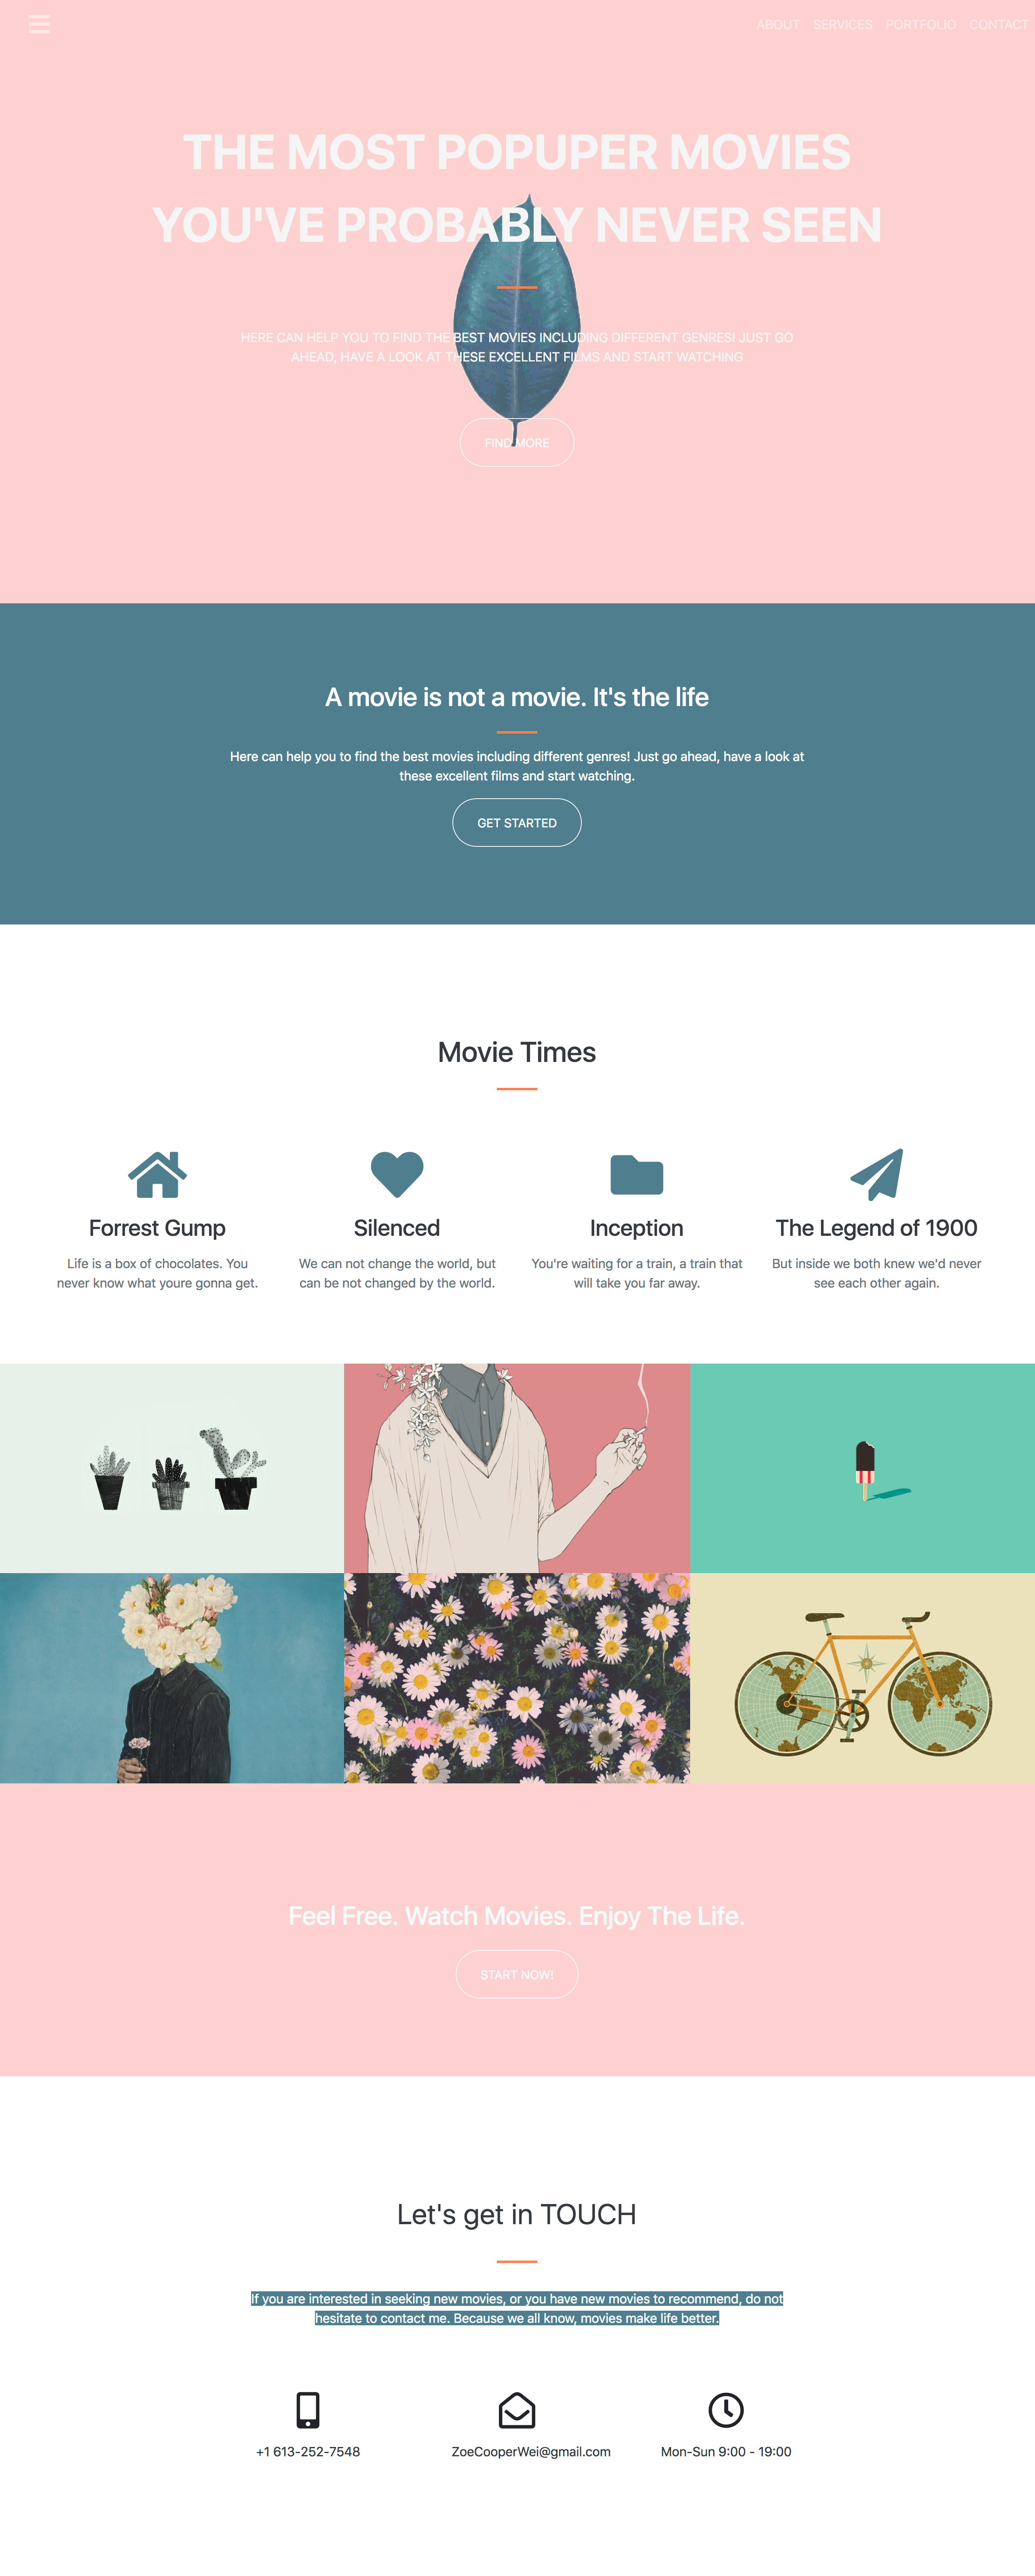 ABOUT SERVICES PORTFOLIO CONTACT
THE MOST POPUPER MOVIES
YOU'VE PROBABLY NEVER SEEN
HERE CAN HELP YOU TO FIND THE BEST MOVIES INCLUDING DIFFERENT GENRES! JUST GO
AHEAD, HAVE A LOOK AT THESE EXCELLENT FILMS AND START WATCHING
FIND MORE
A movie is not a movie. It's the life
Here can help you to find the best movies including different genres! Just go ahead, have a look at
these excellent films and start watching.
GET STARTED
Movie Times
Forrest Gump
Life is a box of chocolates. You
never know what youre gonna get.
Silenced
We can not change the world, but
can be not changed by the world.
Inception
You're waiting for a train, a train that
will take you far away.
The Legend of 1900
But inside we both knew we'd never
see each other again.
Feel Free. Watch Movies. Enjoy The Life.
START NOW!
Let's get in TOUCH
If you are interested in seeking new movies, or you have new movies to recommend, do not
hesitate to contact me. Because we all know, movies make life better.
+1 613-252-7548
ZoeCooperWei@gmail.com
Mon-Sun 9:00 - 19:00